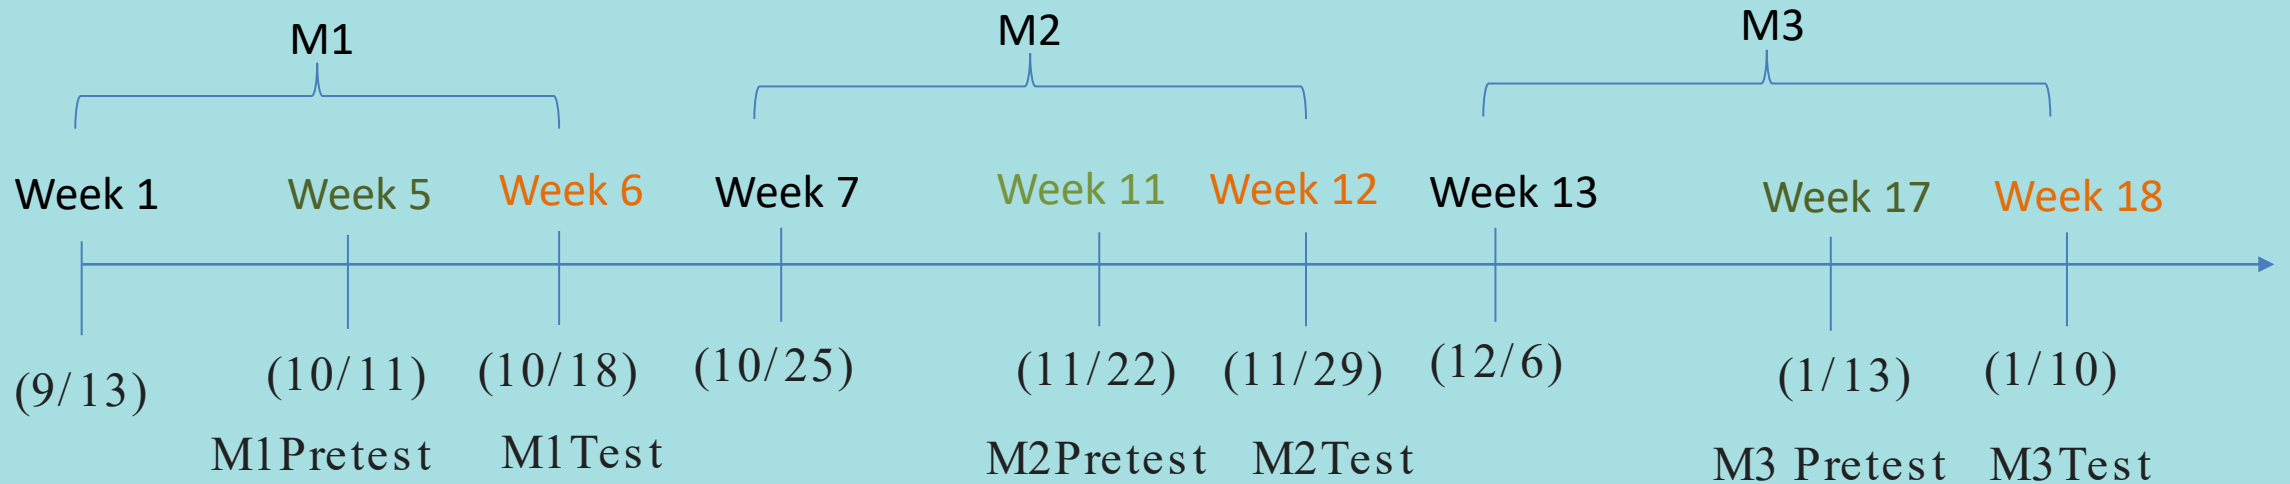 M1 M2 M3
Week 1 Week 5 Week 6 Week 7 Week 11 Week 12 Week 13 Week 17 Week 18
(9/13) (10/11) (10/18) (10/25) (11/22) (11/29) (12/6) (1/13) (1/10)
M1Pretest M1Test M2Pretest M2Test M3 Pretest M3Test